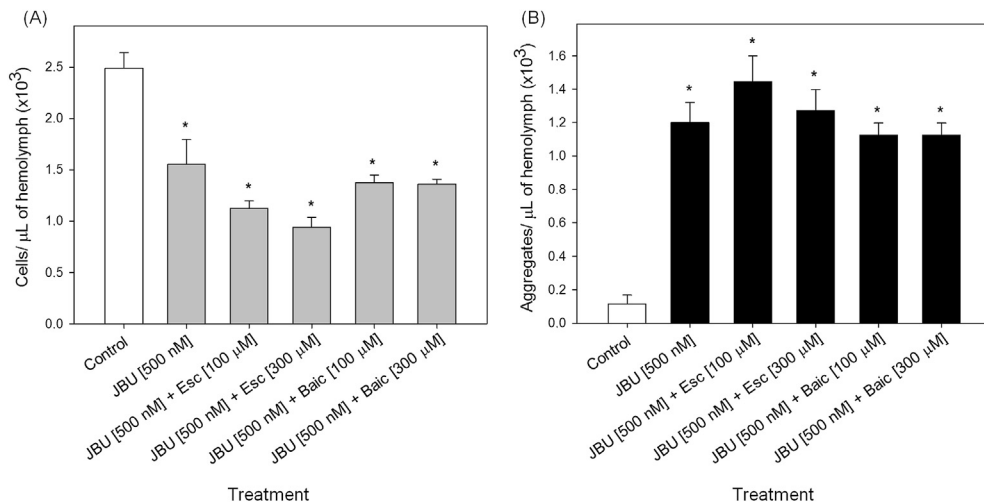 (A)
Cells/ μL of hemolymph (x10³)
2.5
2.0
1.5
1.0
0.5
0.0
*
*
*
*
*
Control
JBU [500 nM]
JBU [500 nM] + Esc [100 μM]
JBU [500 nM] + Esc [300 μM]
JBU [500 nM] + Baic [100 μM]
JBU [500 nM] + Baic [300 μM]
Treatment
(B)
Aggregates/ μL of hemolymph (x10³)
1.6
1.4
1.2
1.0
0.8
0.6
0.4
0.2
0.0
*
*
*
*
*
Control
JBU [500 nM]
JBU [500 nM] + Esc [100 μM]
JBU [500 nM] + Esc [300 μM]
JBU [500 nM] + Baic [100 μM]
JBU [500 nM] + Baic [300 μM]
Treatment